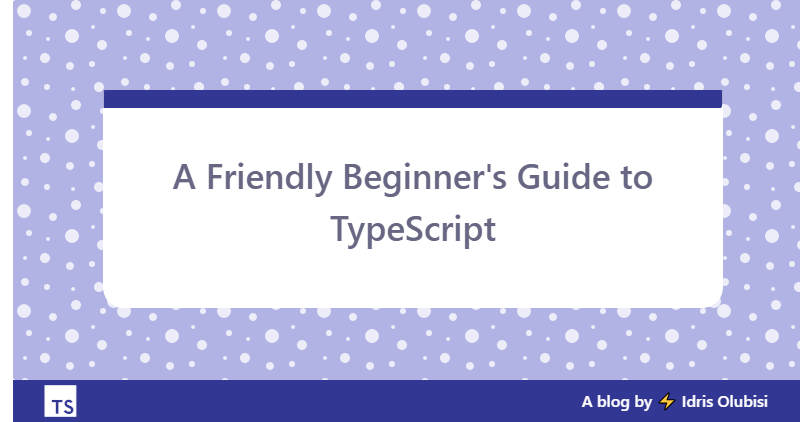 A Friendly Beginner's Guide to
TypeScript
TS
A blog by ⚡ Idris Olubisi